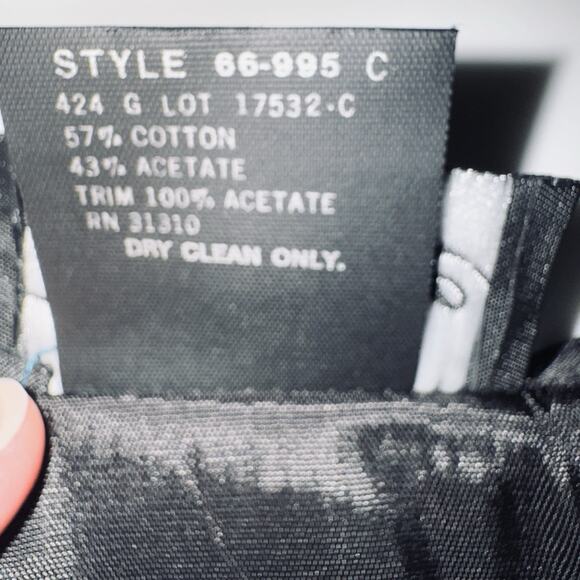 STYLE 66-995 C
424 G LOT 17532-C
57% COTTON
43% ACETATE
TRIM 100% ACETATE
RN 31310
DRY CLEAN ONLY.